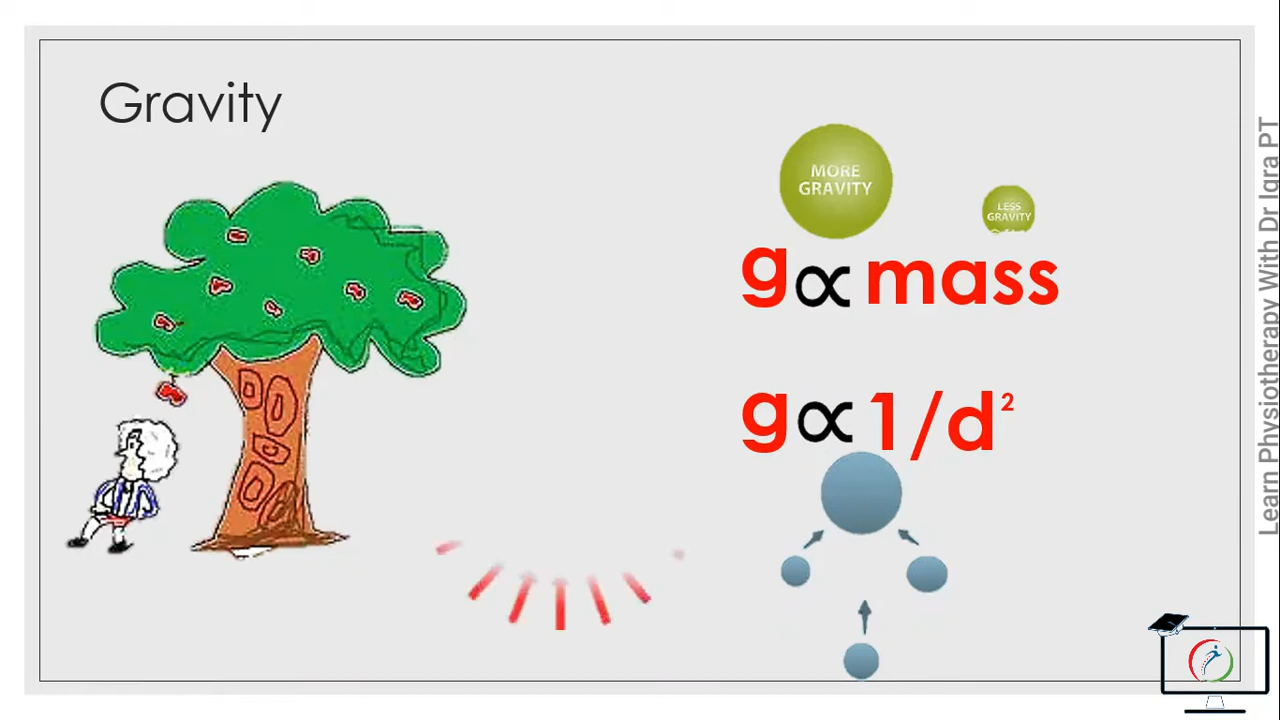 Gravity
MORE
GRAVITY
LESS
GRAVITY
g∝ mass
g∝ 1/d²
Learn Physiotherapy With Dr Iqra PT